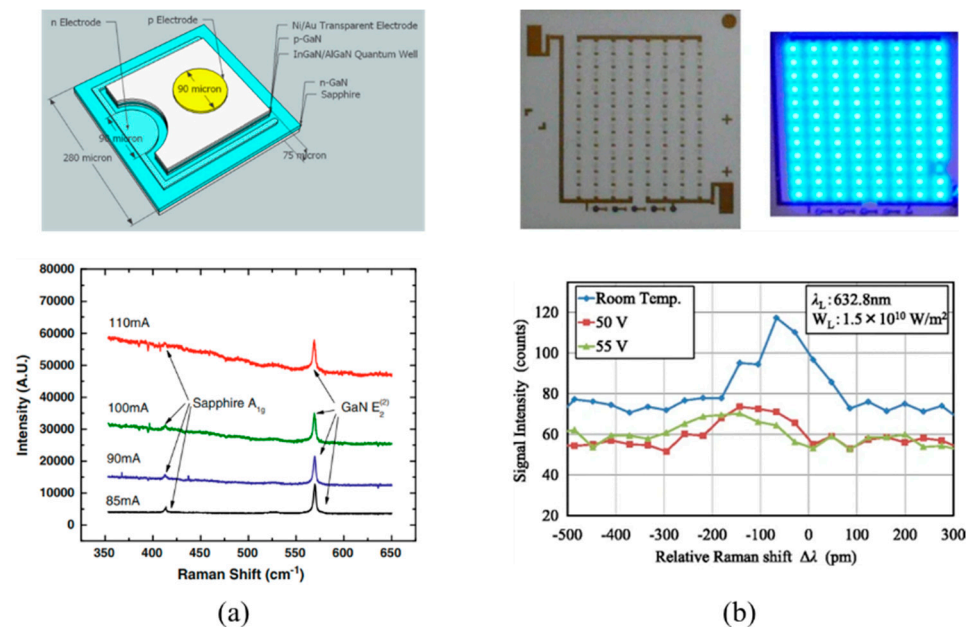 n Electrode
p Electrode
Ni/Au Transparent Electrode
p-GaN
InGaN/AlGaN Quantum Well
n-GaN
Sapphire
90 micron
90 micron
280 micron
75 micron
80000
70000
60000
50000
40000
30000
20000
10000
0
Intensity (A.U.)
110mA
100mA
90mA
85mA
Sapphire A1g
GaN E2(2)
350 400 450 500 550 600 650
Raman Shift (cm-1)
(a)
Room Temp.
50 V
55 V
λL:632.8nm
WL:1.5×10^10 W/m2
120
100
80
60
40
20
Signal Intensity (counts)
-500 -400 -300 -200 -100 0 100 200 300
Relative Raman shift Δλ (pm)
(b)